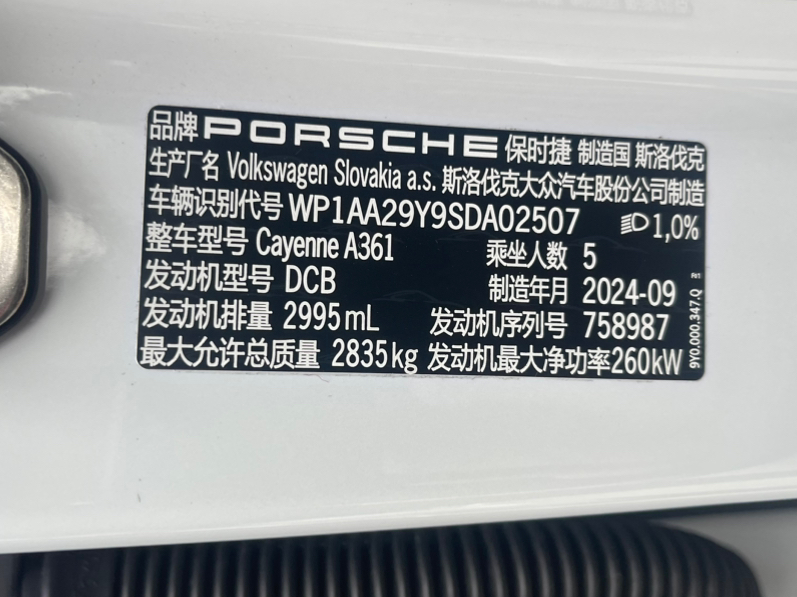 品牌 PORSCHE 保时捷 制造国 斯洛伐克
生产厂名 Volkswagen Slovakia a.s. 斯洛伐克大众汽车股份公司制造
车辆识别代号 WP1AA29Y9SDA02507 1,0%
整车型号 Cayenne A361 乘坐人数 5
发动机型号 DCB 制造年月 2024-09
发动机排量 2995 mL 发动机序列号 758987
最大允许总质量 2835 kg 发动机最大净功率260kW
9Y0.000.347.Q